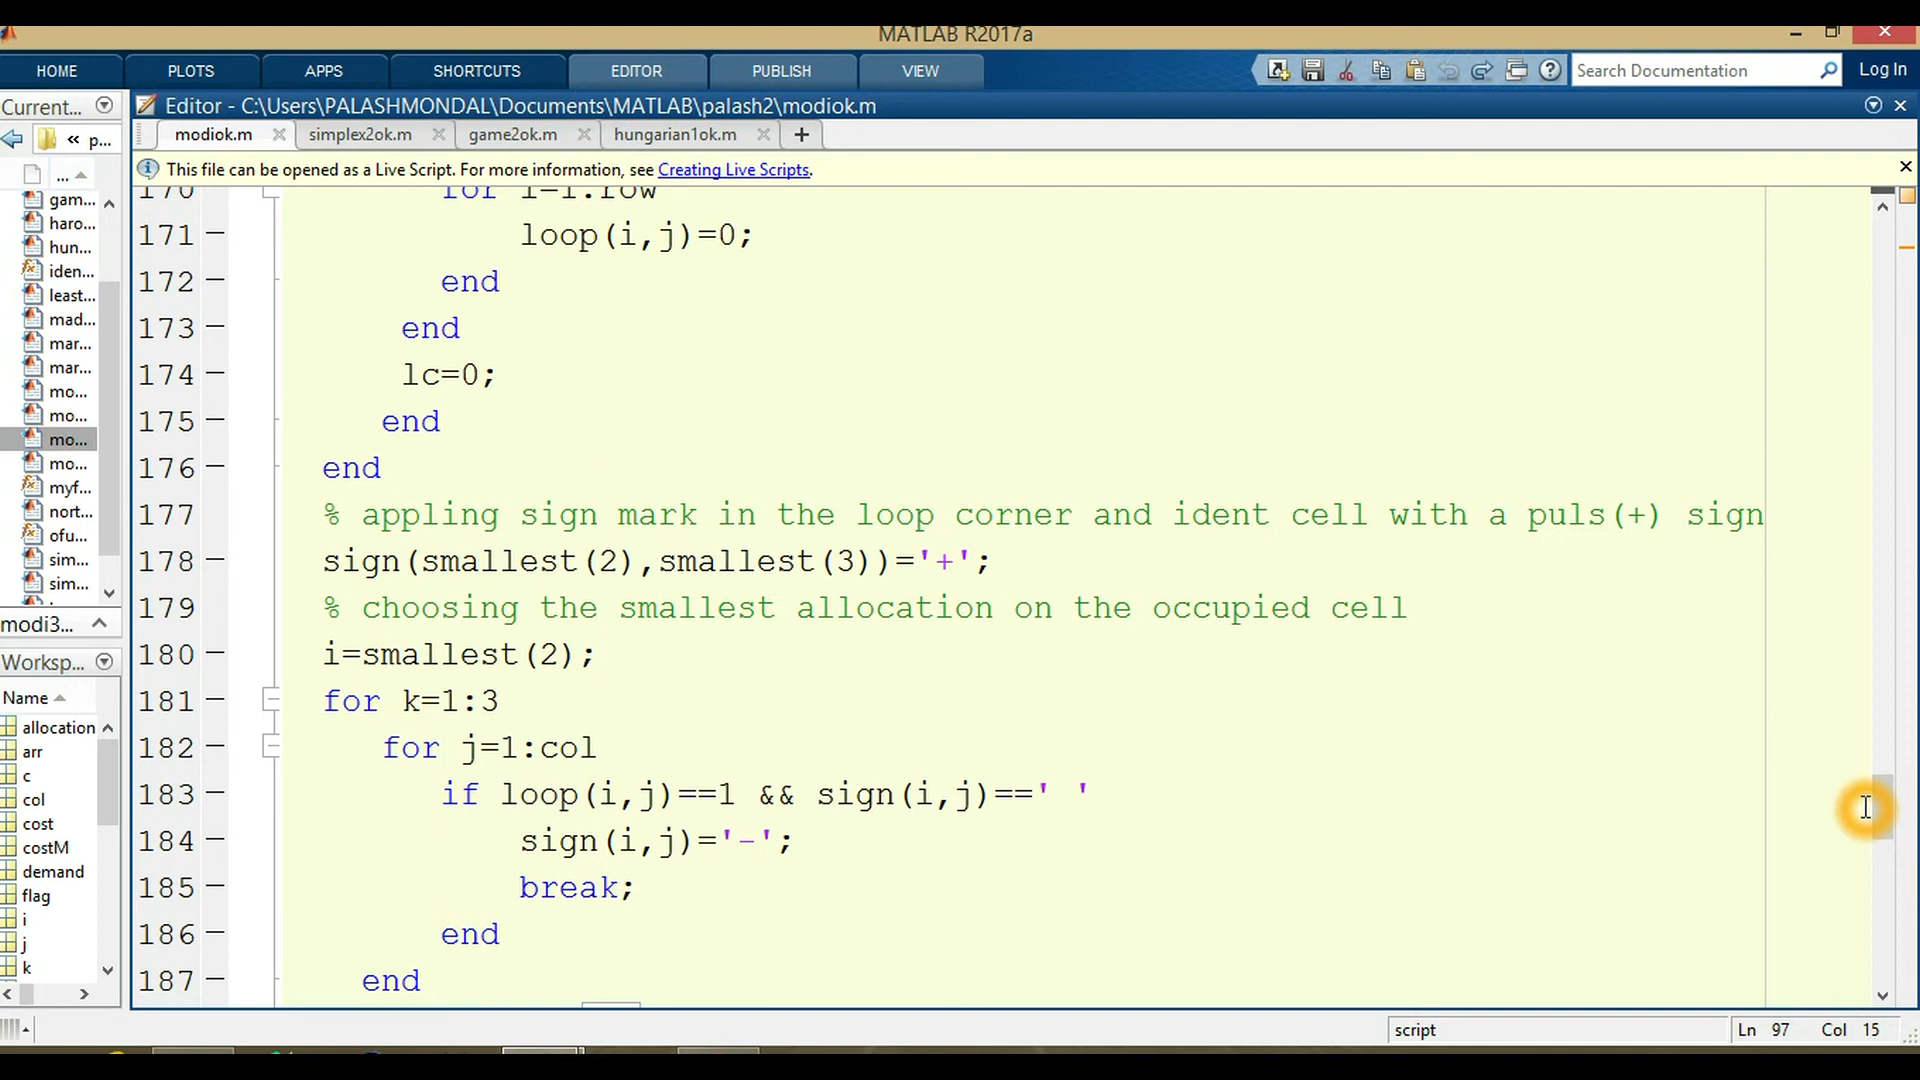 MATLAB R2017a
HOME PLOTS APPS SHORTCUTS EDITOR PUBLISH VIEW Search Documentation Log In
Current... Editor - C:\Users\PALASHMONDAL\Documents\MATLAB\palash2\modiok.m
« p... modiok.m simplex2ok.m game2ok.m hungarian1ok.m +
This file can be opened as a Live Script. For more information, see Creating Live Scripts.
...
gam...
haro...
hun...
iden...
least...
mad...
mar...
mar...
mo...
mo...
mo...
mo...
myf...
nort...
ofu...
sim...
sim...
modi3...
Worksp...
Name
allocation
arr
c
col
cost
costM
demand
flag
i
j
k
170 for i=1:row
171 loop(i,j)=0;
172 end
173 end
174 lc=0;
175 end
176 end
177 % appling sign mark in the loop corner and ident cell with a puls(+) sign
178 sign(smallest(2),smallest(3))='+';
179 % choosing the smallest allocation on the occupied cell
180 i=smallest(2);
181 for k=1:3
182 for j=1:col
183 if loop(i,j)==1 && sign(i,j)==' '
184 sign(i,j)='-';
185 break;
186 end
187 end
script Ln 97 Col 15